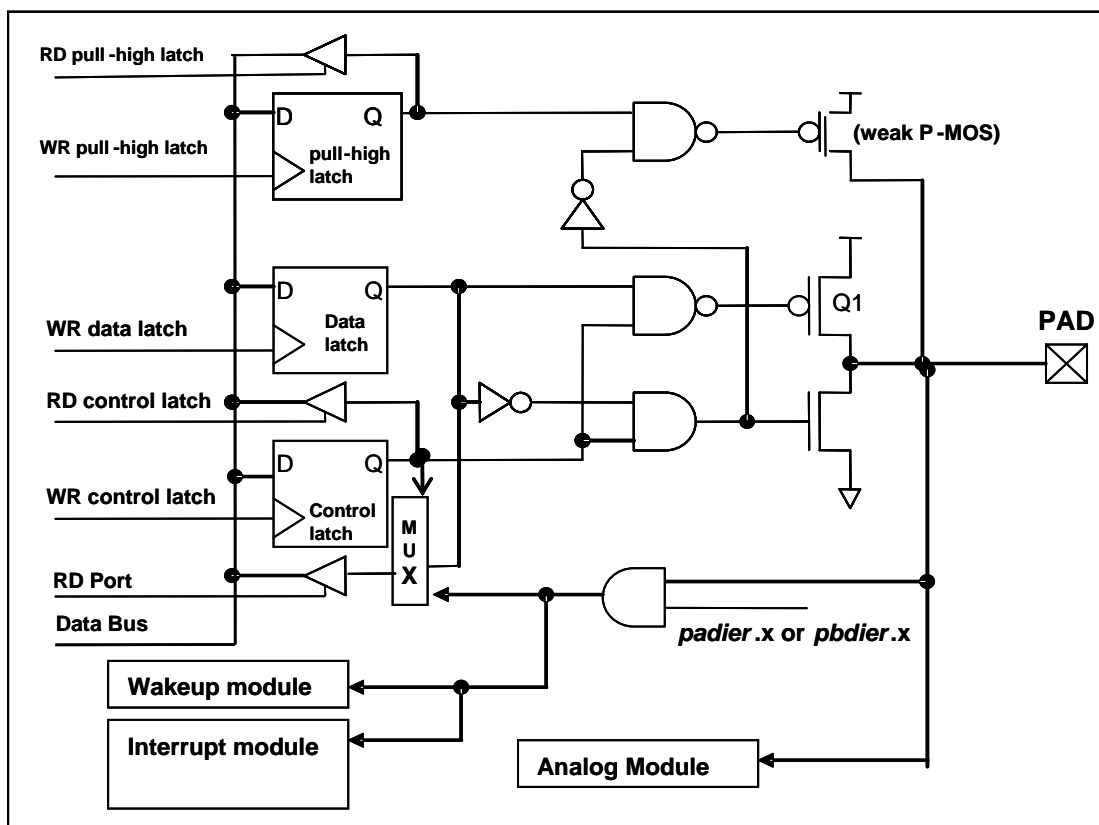 RD pull-high latch
D
Q
(weak P-MOS)
WR pull-high latch
pull-high
latch
D
Q
Q1
WR data latch
Data
latch
PAD
RD control latch
D
Q
WR control latch
Control
latch
MUX
RD Port
Data Bus
padier.x or pbdier.x
Wakeup module
Interrupt module
Analog Module